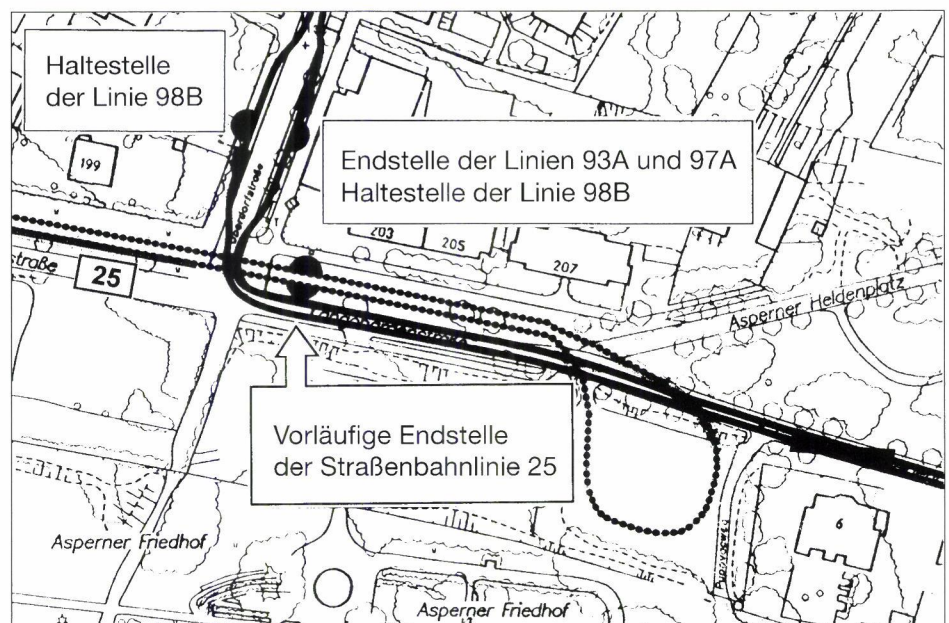 Haltestelle
der Linie 98B
Endstelle der Linien 93A und 97A
Haltestelle der Linie 98B
199
203
205
207
straße
25
Asperner Heldenplatz
Vorläufige Endstelle
der Straßenbahnlinie 25
6
Asperner Friedhof
Asperner Friedhof